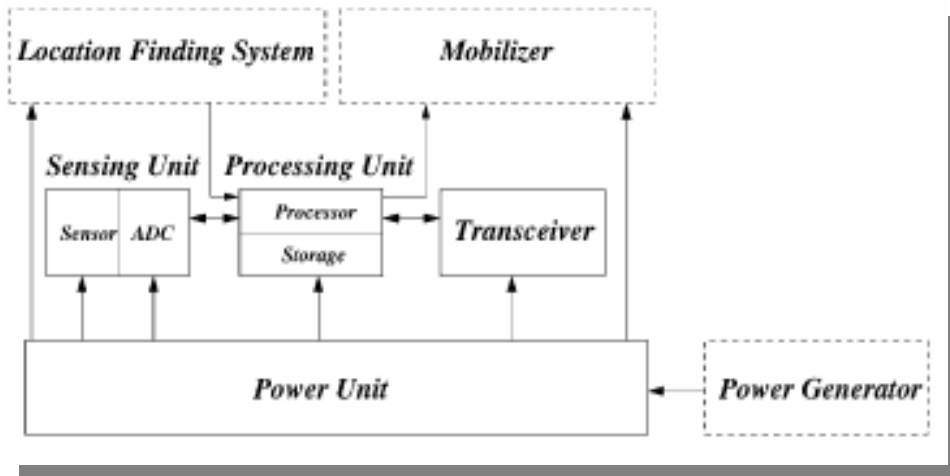 Location Finding System
Mobilizer
Sensing Unit
Processing Unit
Sensor
ADC
Processor
Storage
Transceiver
Power Unit
Power Generator